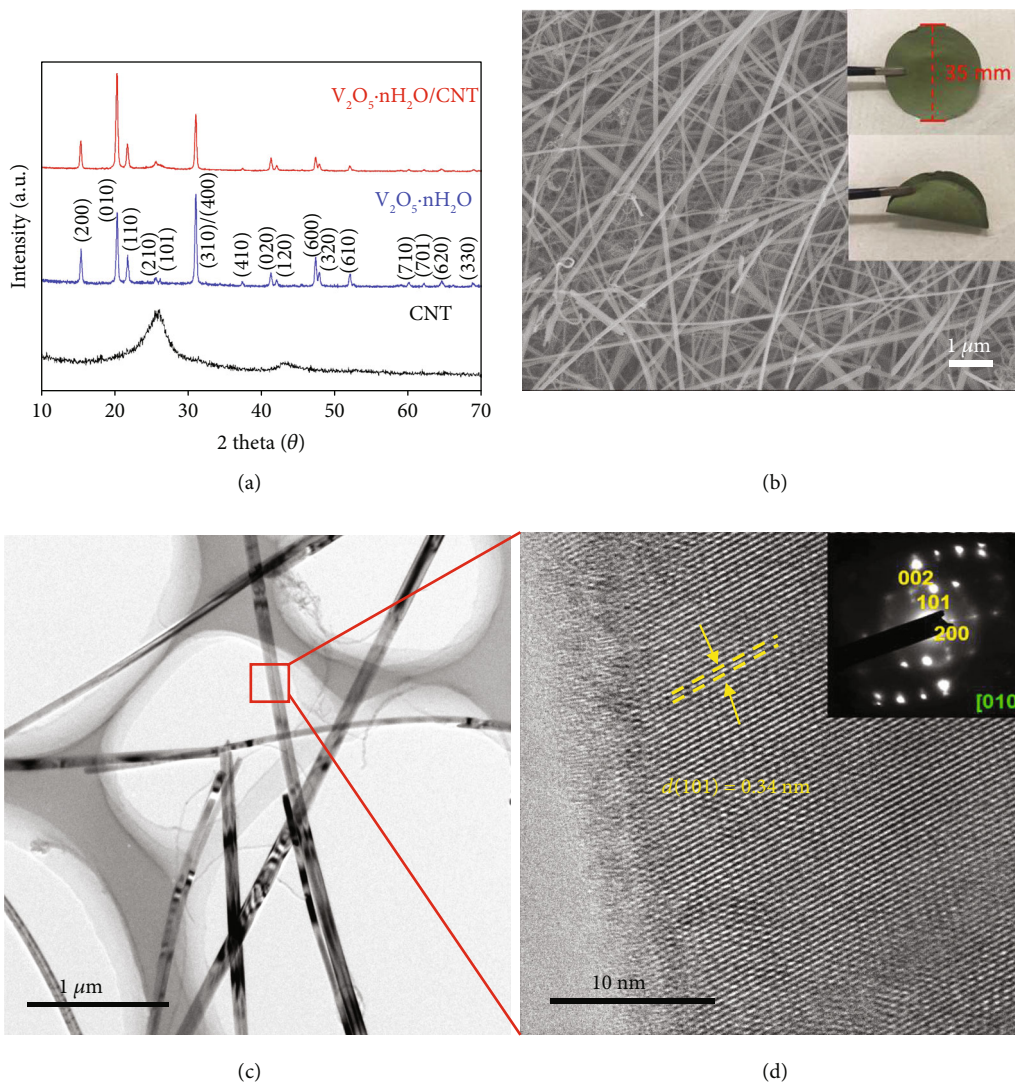 V₂O₅·nH₂O/CNT
V₂O₅·nH₂O
(200)
(010)
(110)
(210)
(101)
(310)/(400)
(410)
(020)
(120)
(600)
(320)
(610)
(710)
(701)
(620)
(330)
CNT
Intensity (a.u.)
10 20 30 40 50 60 70
2 theta (θ)
(a)
35 mm
1 μm
(b)
1 μm
(c)
002
101
200
[010
d(101) = 0.34 nm
10 nm
(d)